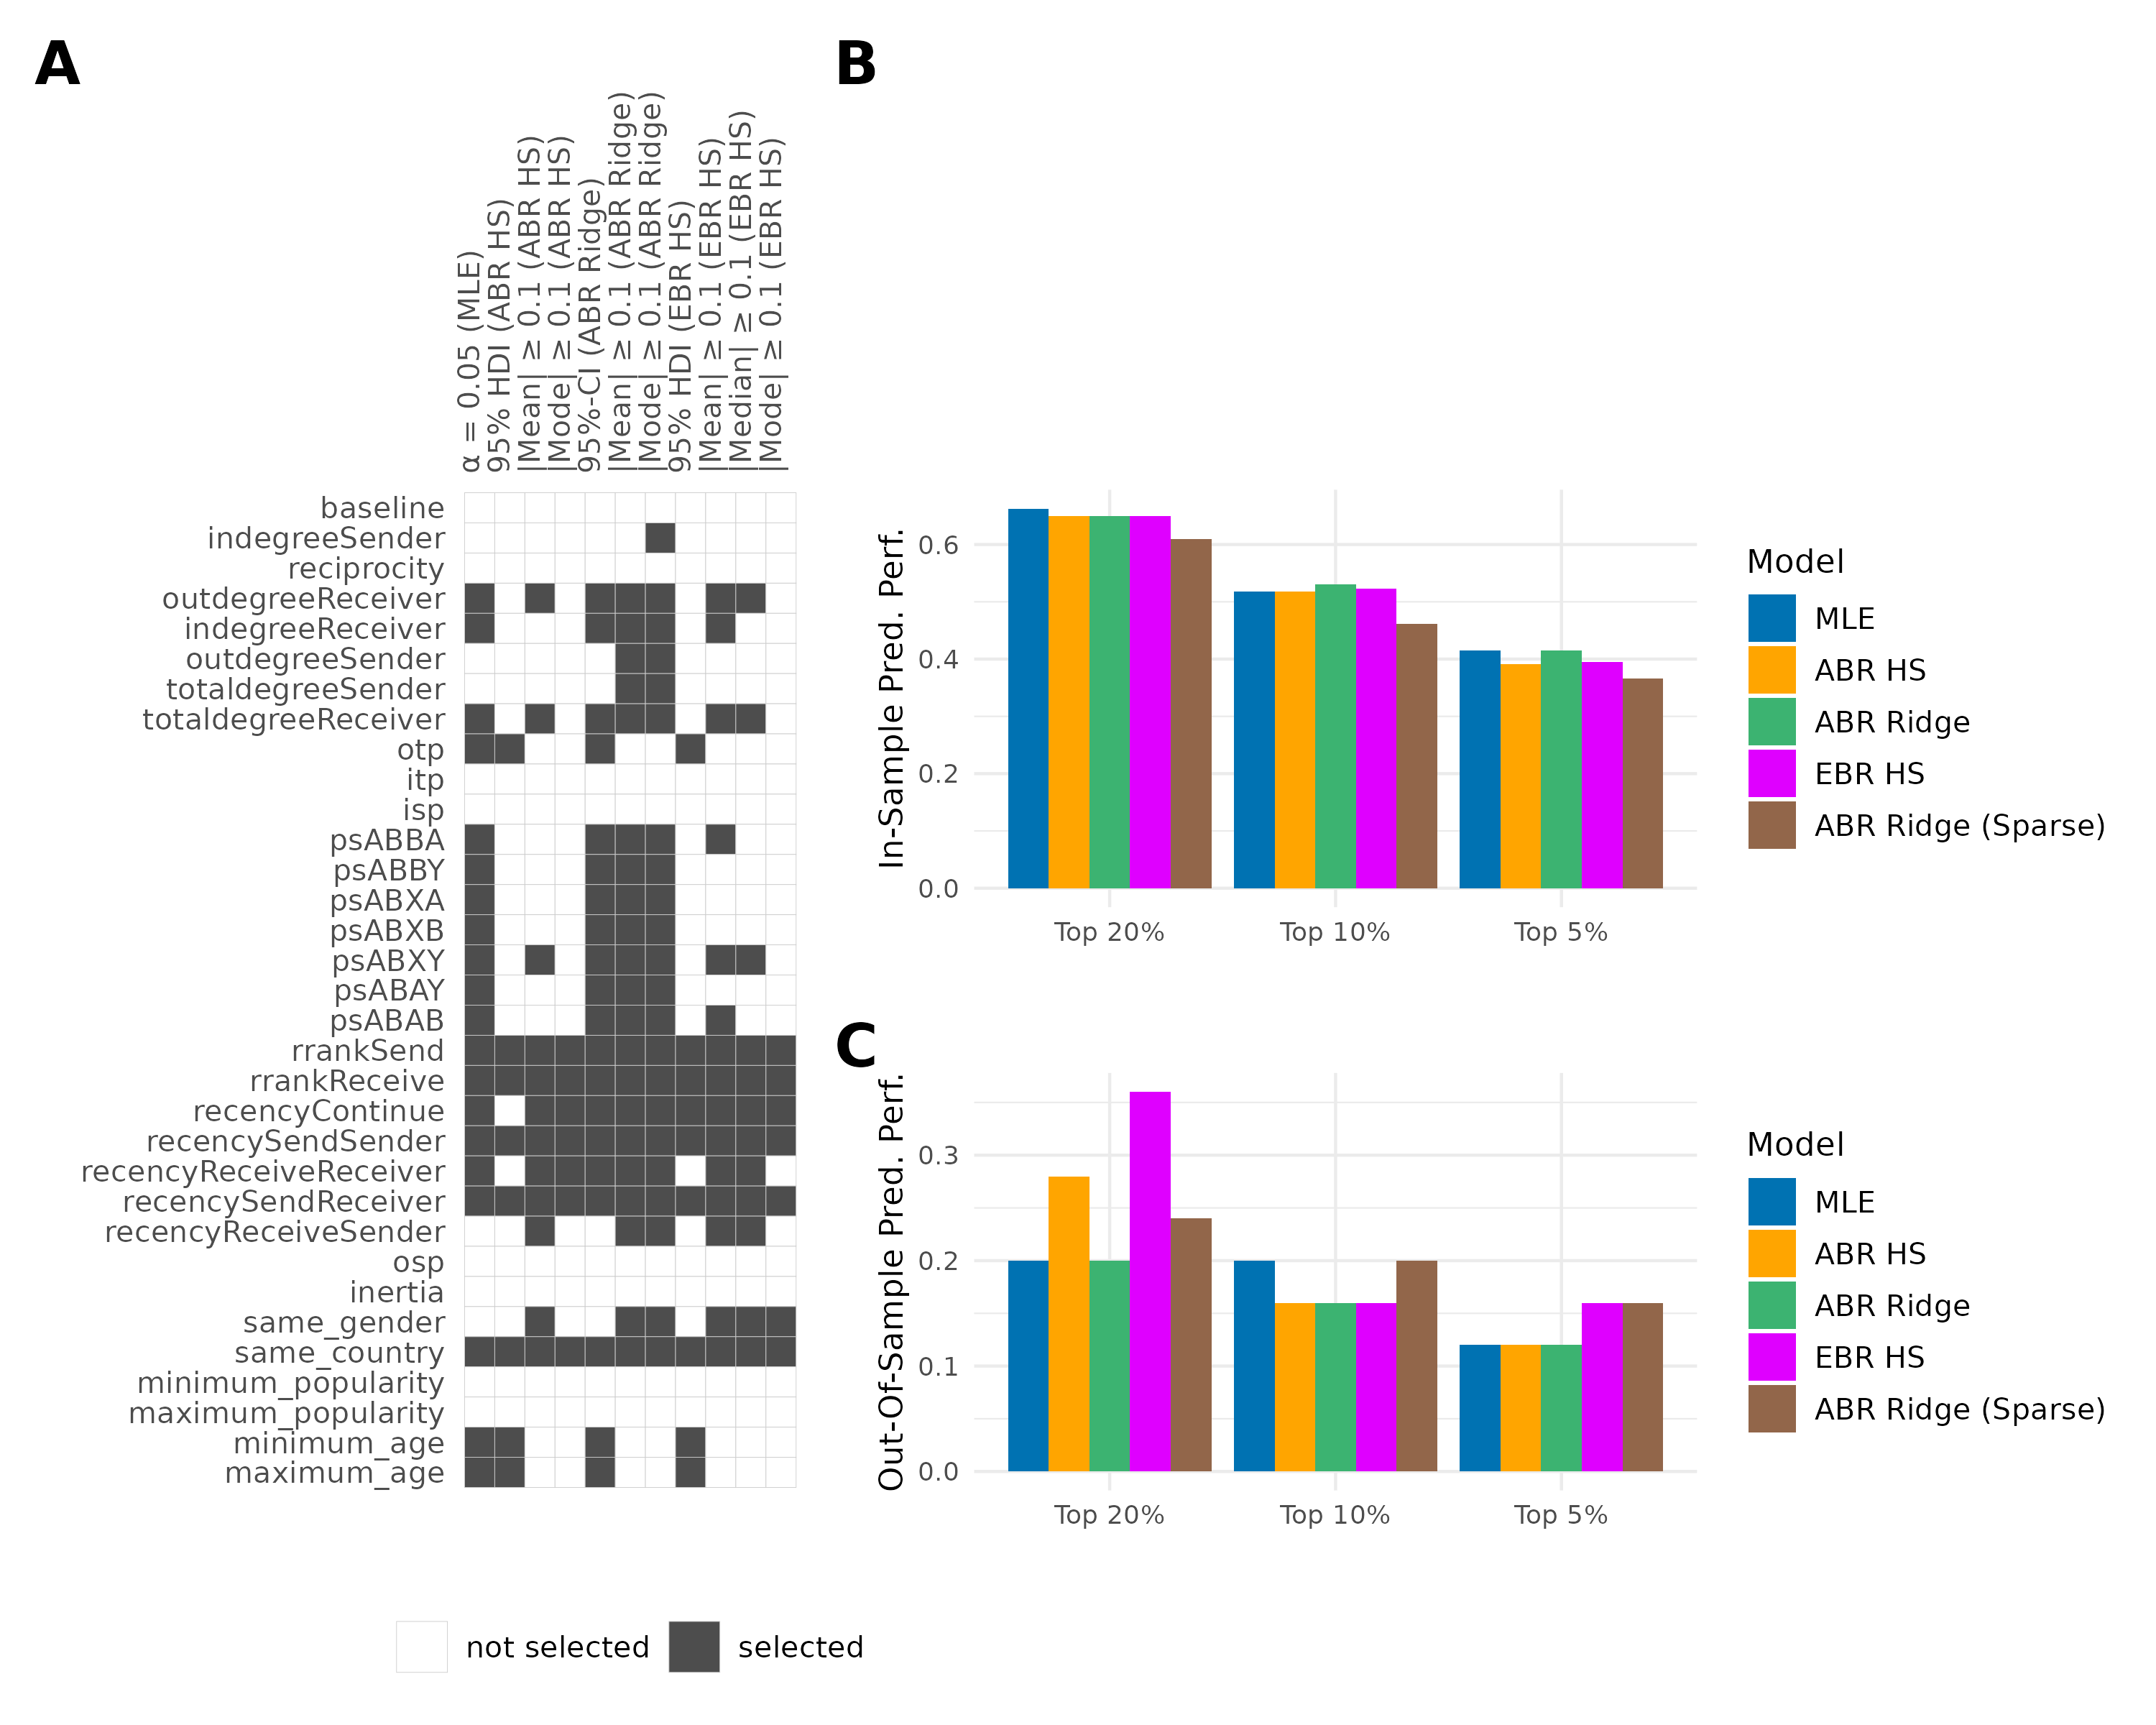 A
α = 0.05 (MLE)
95% HDI (ABR HS)
|Mean| ≥ 0.1 (ABR HS)
|Mode| ≥ 0.1 (ABR HS)
95%-CI (ABR Ridge)
|Mean| ≥ 0.1 (ABR Ridge)
|Mode| ≥ 0.1 (ABR Ridge)
95% HDI (EBR HS)
|Mean| ≥ 0.1 (EBR HS)
|Median| ≥ 0.1 (EBR HS)
|Mode| ≥ 0.1 (EBR HS)
baseline
indegreeSender
reciprocity
outdegreeReceiver
indegreeReceiver
outdegreeSender
totaldegreeSender
totaldegreeReceiver
otp
itp
isp
psABBA
psABBY
psABXA
psABXB
psABXY
psABAY
psABAB
rrankSend
rrankReceive
recencyContinue
recencySendSender
recencyReceiveReceiver
recencySendReceiver
recencyReceiveSender
osp
inertia
same_gender
same_country
minimum_popularity
maximum_popularity
minimum_age
maximum_age
not selected
selected
B
In-Sample Pred. Perf.
0.6
0.4
0.2
0.0
Top 20%
Top 10%
Top 5%
Model
MLE
ABR HS
ABR Ridge
EBR HS
ABR Ridge (Sparse)
C
Out-Of-Sample Pred. Perf.
0.3
0.2
0.1
0.0
Top 20%
Top 10%
Top 5%
Model
MLE
ABR HS
ABR Ridge
EBR HS
ABR Ridge (Sparse)